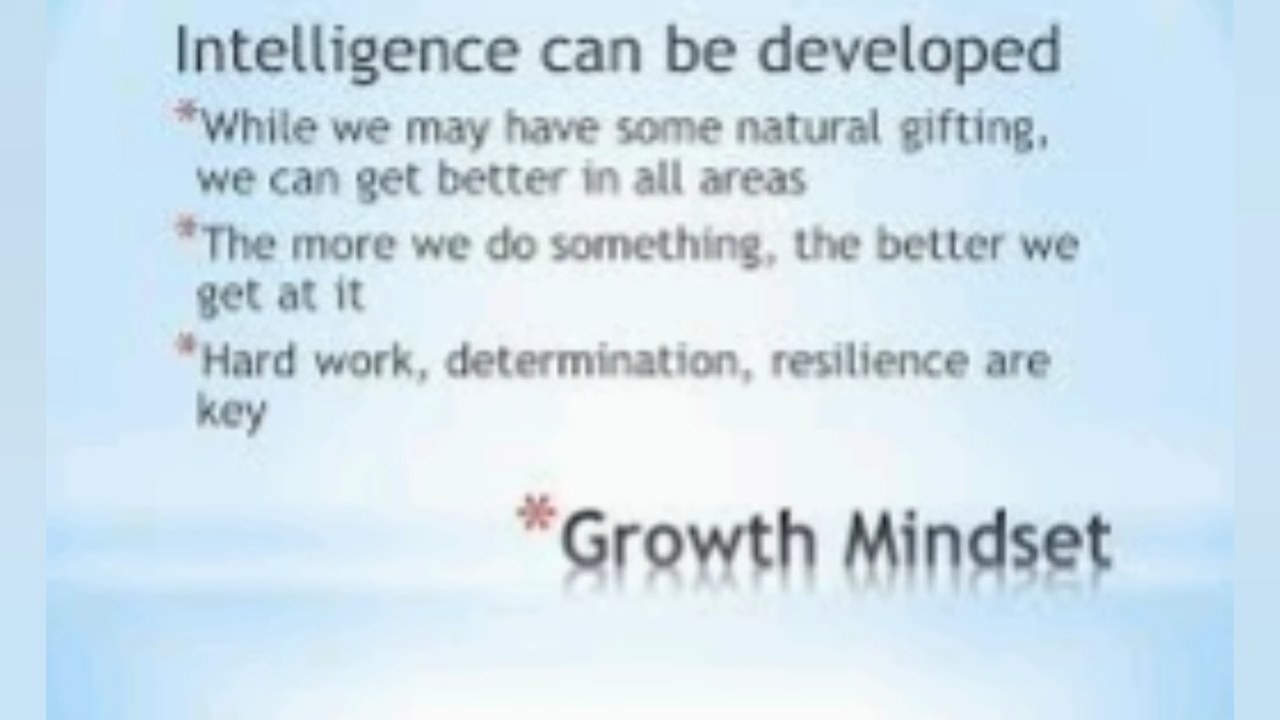 Intelligence can be developed
*While we may have some natural gifting,
we can get better in all areas
*The more we do something, the better we
get at it
*Hard work, determination, resilience are
key
*Growth Mindset